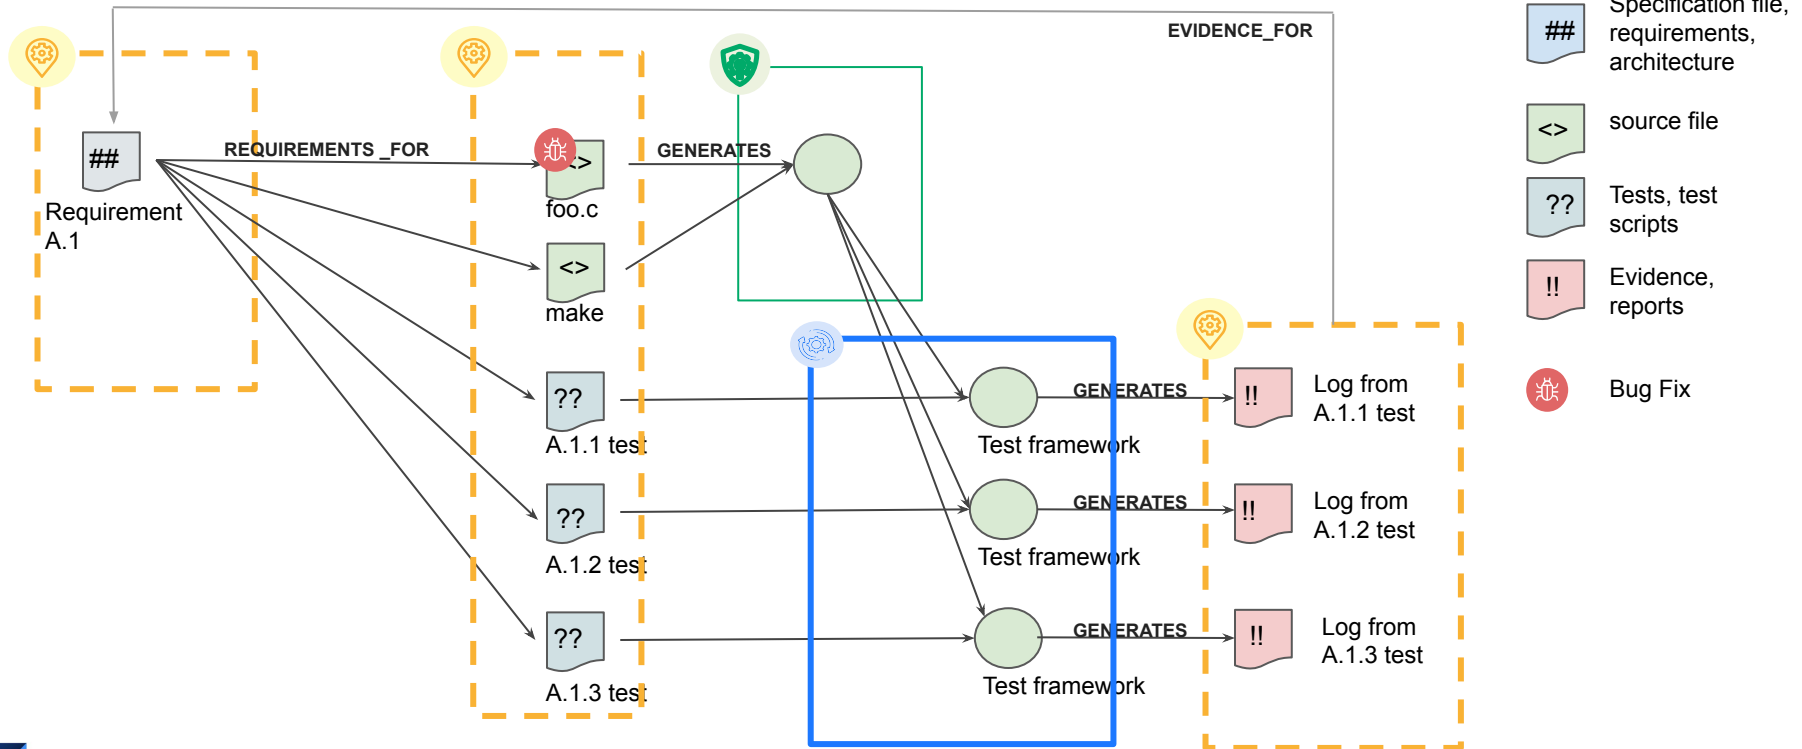 EVIDENCE_FOR
##
Requirement
A.1
REQUIREMENTS _FOR
<>
foo.c
GENERATES
<>
make
??
A.1.1 test
??
A.1.2 test
??
A.1.3 test
Test framework
GENERATES
Test framework
GENERATES
Test framework
GENERATES
!!
Log from
A.1.1 test
!!
Log from
A.1.2 test
!!
Log from
A.1.3 test
##
Specification file,
requirements,
architecture
<>
source file
??
Tests, test
scripts
!!
Evidence,
reports
Bug Fix